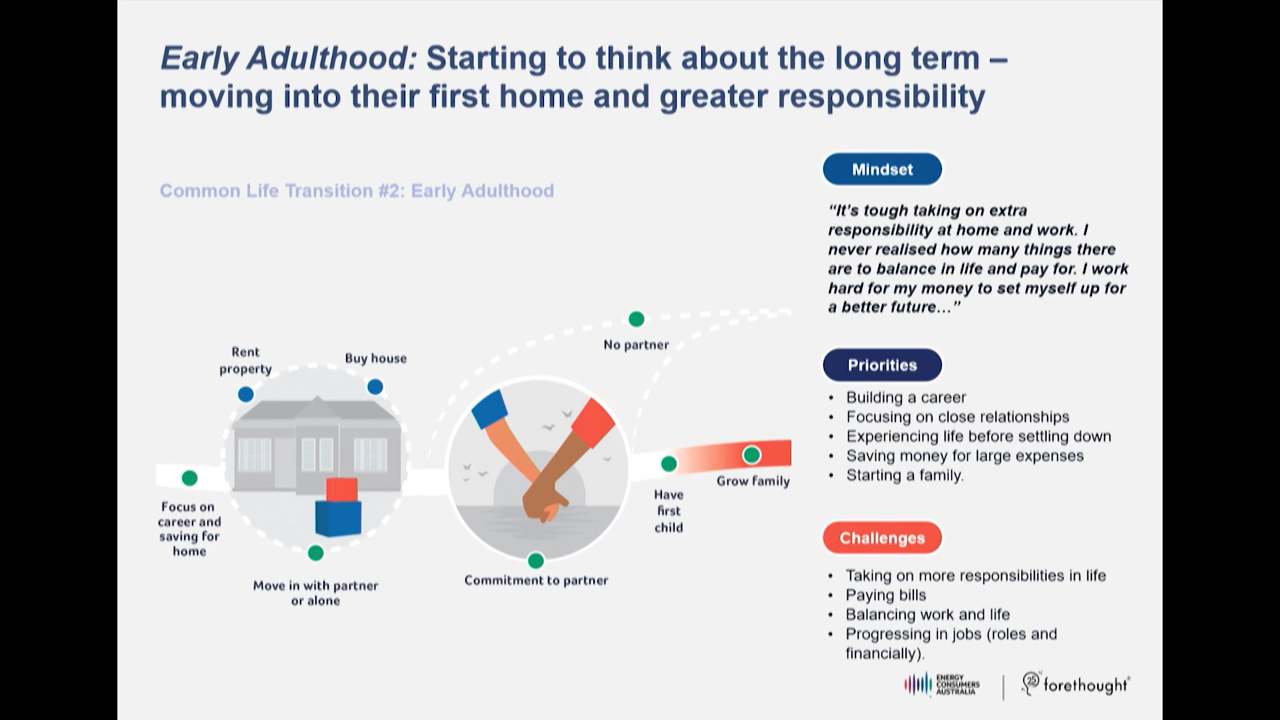 Early Adulthood: Starting to think about the long term –
moving into their first home and greater responsibility
Common Life Transition #2: Early Adulthood
Rent
property
Buy house
No partner
Focus on
career and
saving for
home
Move in with partner
or alone
Commitment to partner
Have
first
child
Grow family
Mindset
“It’s tough taking on extra
responsibility at home and work. I
never realised how many things there
are to balance in life and pay for. I work
hard for my money to set myself up for
a better future…”
Priorities
• Building a career
• Focusing on close relationships
• Experiencing life before settling down
• Saving money for large expenses
• Starting a family.
Challenges
• Taking on more responsibilities in life
• Paying bills
• Balancing work and life
• Progressing in jobs (roles and
financially).
ENERGY
CONSUMERS
AUSTRALIA
25
forethought